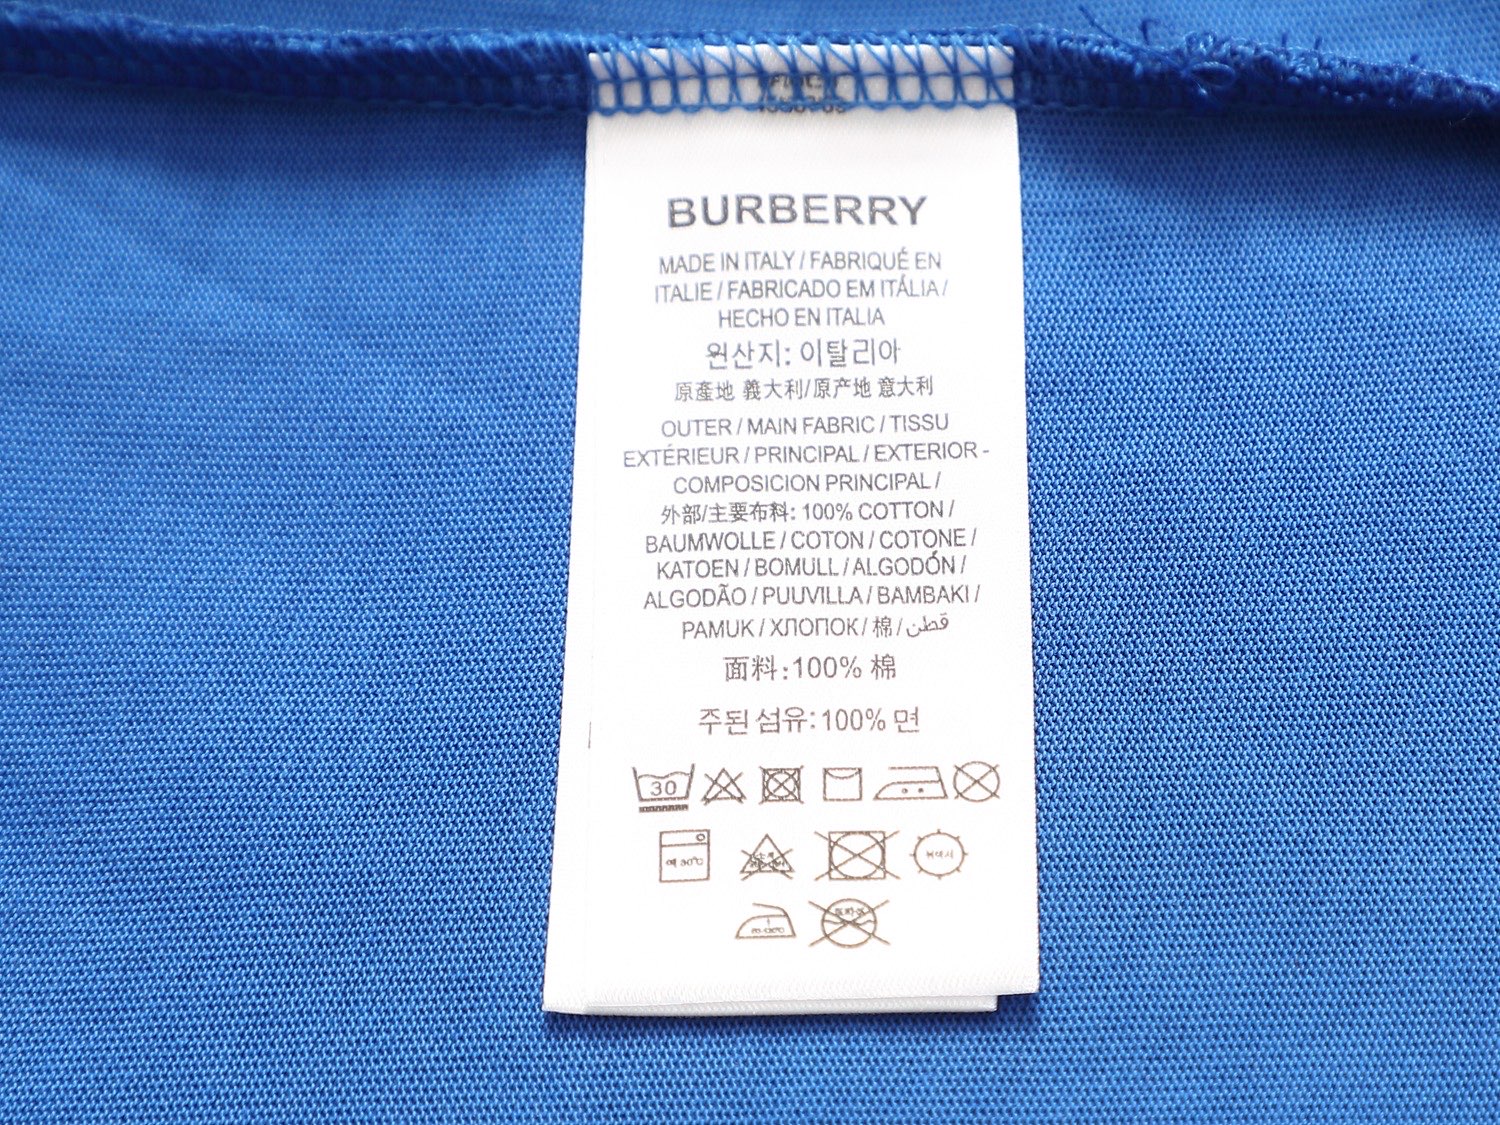 BURBERRY
MADE IN ITALY / FABRIQUÉ EN
ITALIE / FABRICADO EM ITÁLIA /
HECHO EN ITALIA
원산지: 이탈리아
原產地 義大利/原产地 意大利
OUTER / MAIN FABRIC / TISSU
EXTÉRIEUR / PRINCIPAL / EXTERIOR -
COMPOSICION PRINCIPAL /
外部/主要布料: 100% COTTON /
BAUMWOLLE / COTON / COTONE /
KATOEN / BOMULL / ALGODÓN /
ALGODÃO / PUUVILLA / BAMBAKI /
PAMUK / ХЛОПОК / 棉 / قطن
面料: 100% 棉
주된 섬유: 100% 면
30